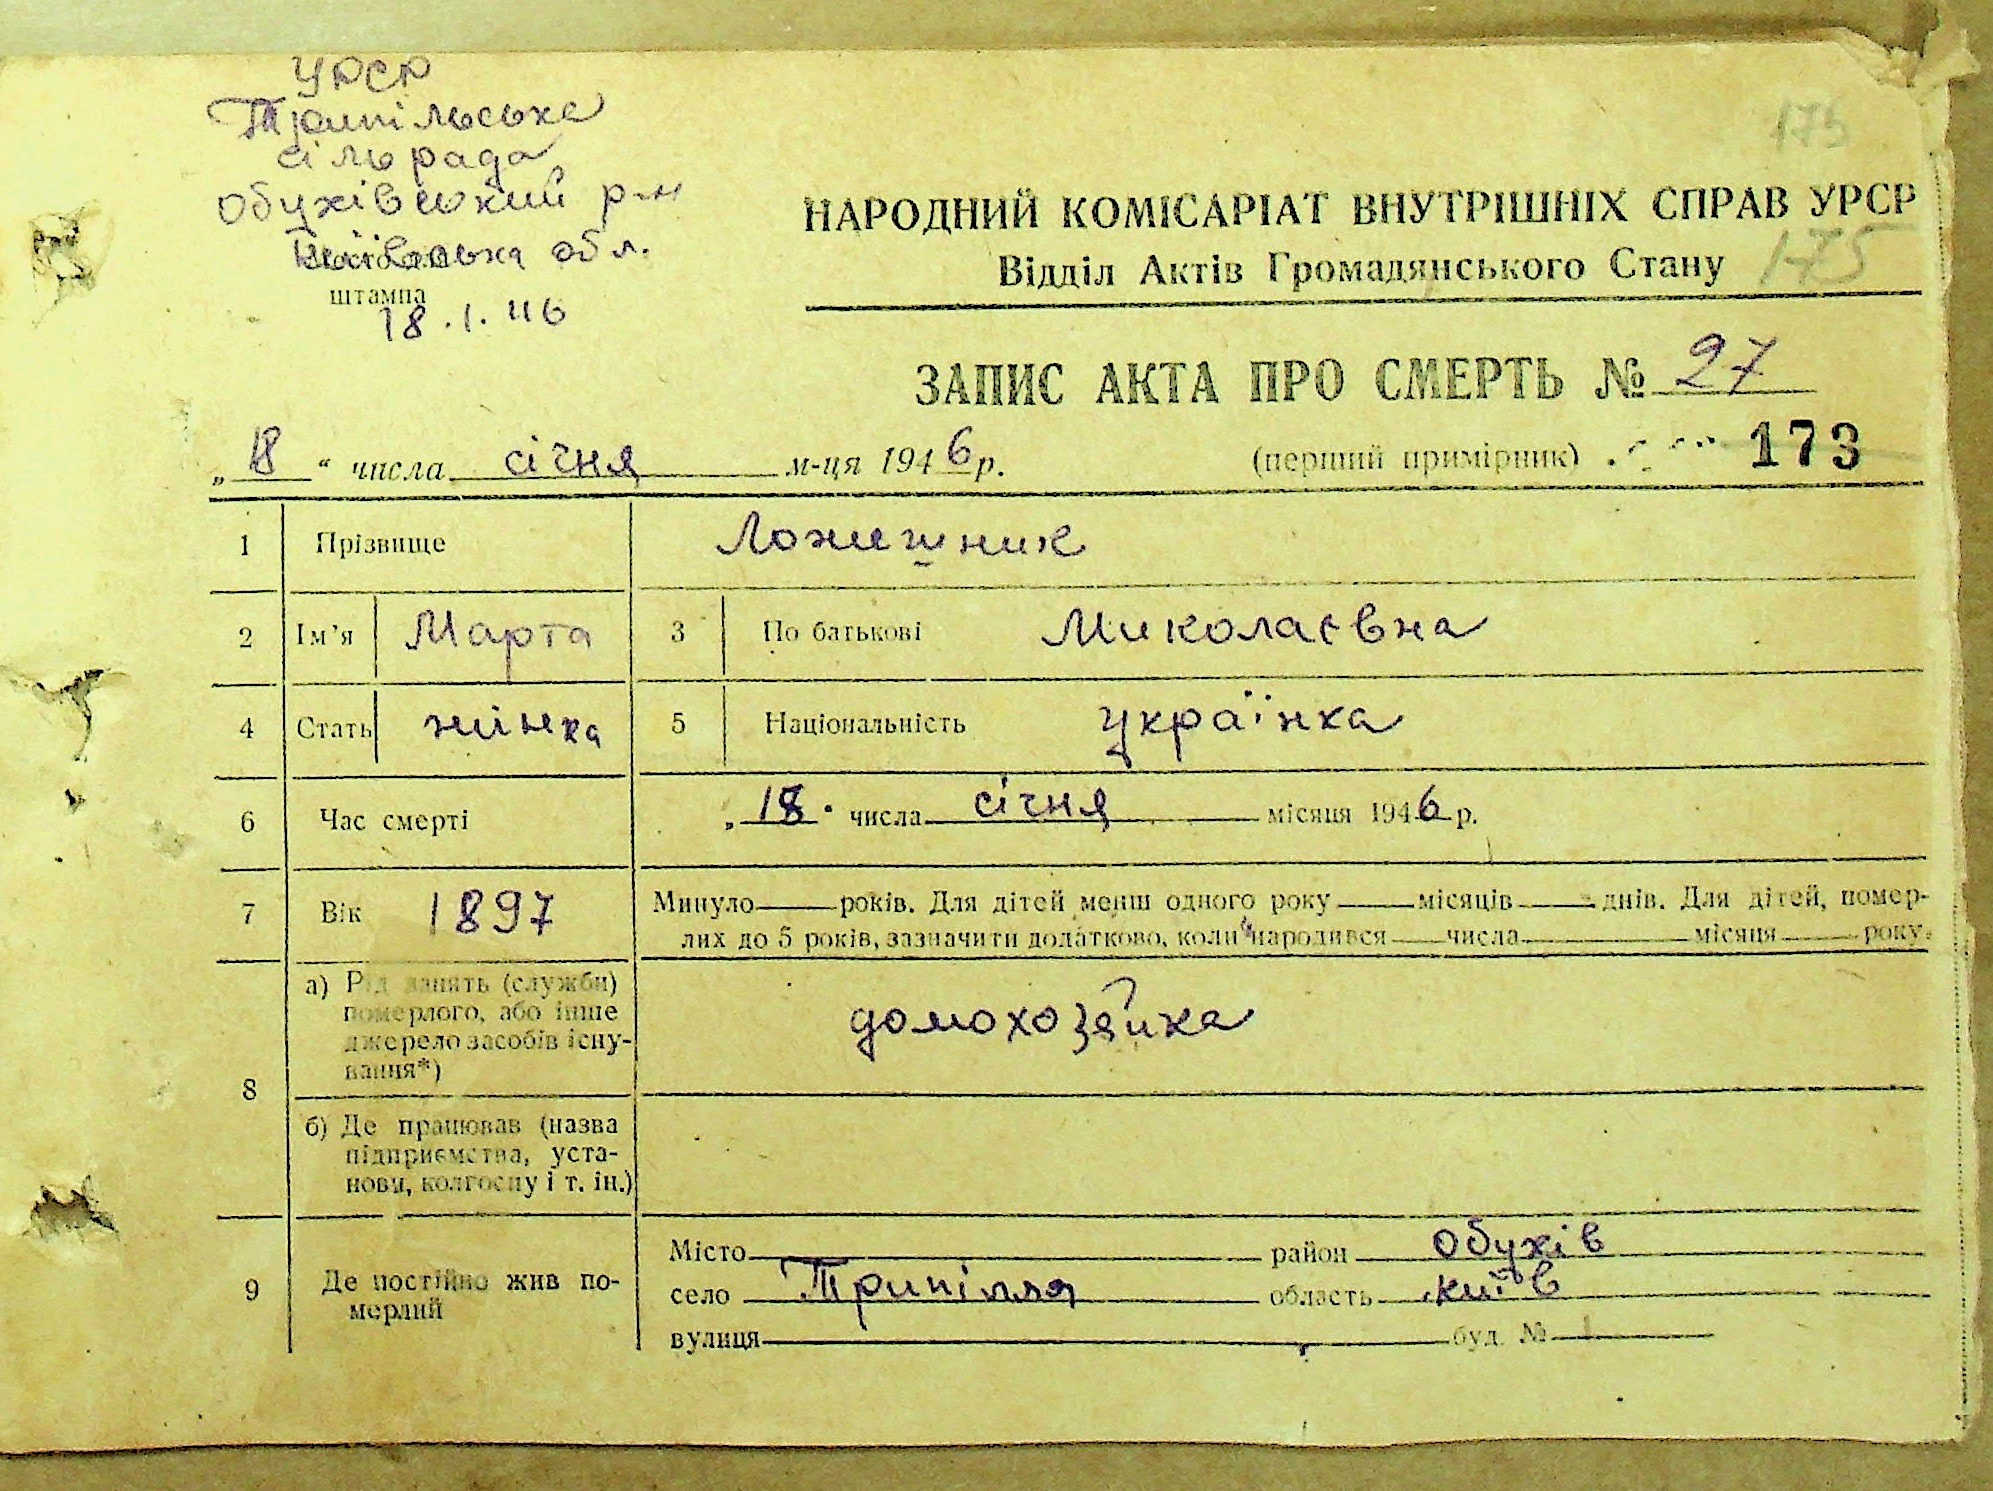 УРСР
Трипільська
сільрада
Обухівський р-н
Київська обл.
штампа
18.1.46
175
НАРОДНИЙ КОМІСАРІАТ ВНУТРІШНІХ СПРАВ УРСР
Відділ Актів Громадянського Стану 175
ЗАПИС АКТА ПРО СМЕРТЬ № 27
„18“ числа січня м-ця 1946 р. (перший примірник) 173
1 Прізвище Ложешник
2 Ім'я Марта 3 По батькові Миколаєвна
4 Стать жінка 5 Національність українка
6 Час смерті „18. числа січня місяця 1946 р.
7 Вік 1897 Минуло років. Для дітей менш одного року місяців днів. Для дітей, помер-
лих до 5 років, зазначити додатково, коли народився числа місяця року.
8 а) Рід занять (служби)
померлого, або інше
джерело засобів існу-
вання*)
домохозяйка
б) Де працював (назва
підприємства, уста-
нови, колгоспу і т. ін.)
9 Де постійно жив по-
мерлий
Місто район Обухів
село Трипілля область Київ
вулиця буд. №